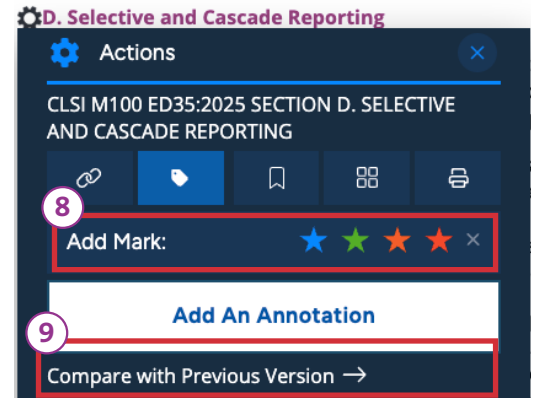 D. Selective and Cascade Reporting
Actions
CLSI M100 ED35:2025 SECTION D. SELECTIVE
AND CASCADE REPORTING
8
Add Mark:
Add An Annotation
9
Compare with Previous Version →